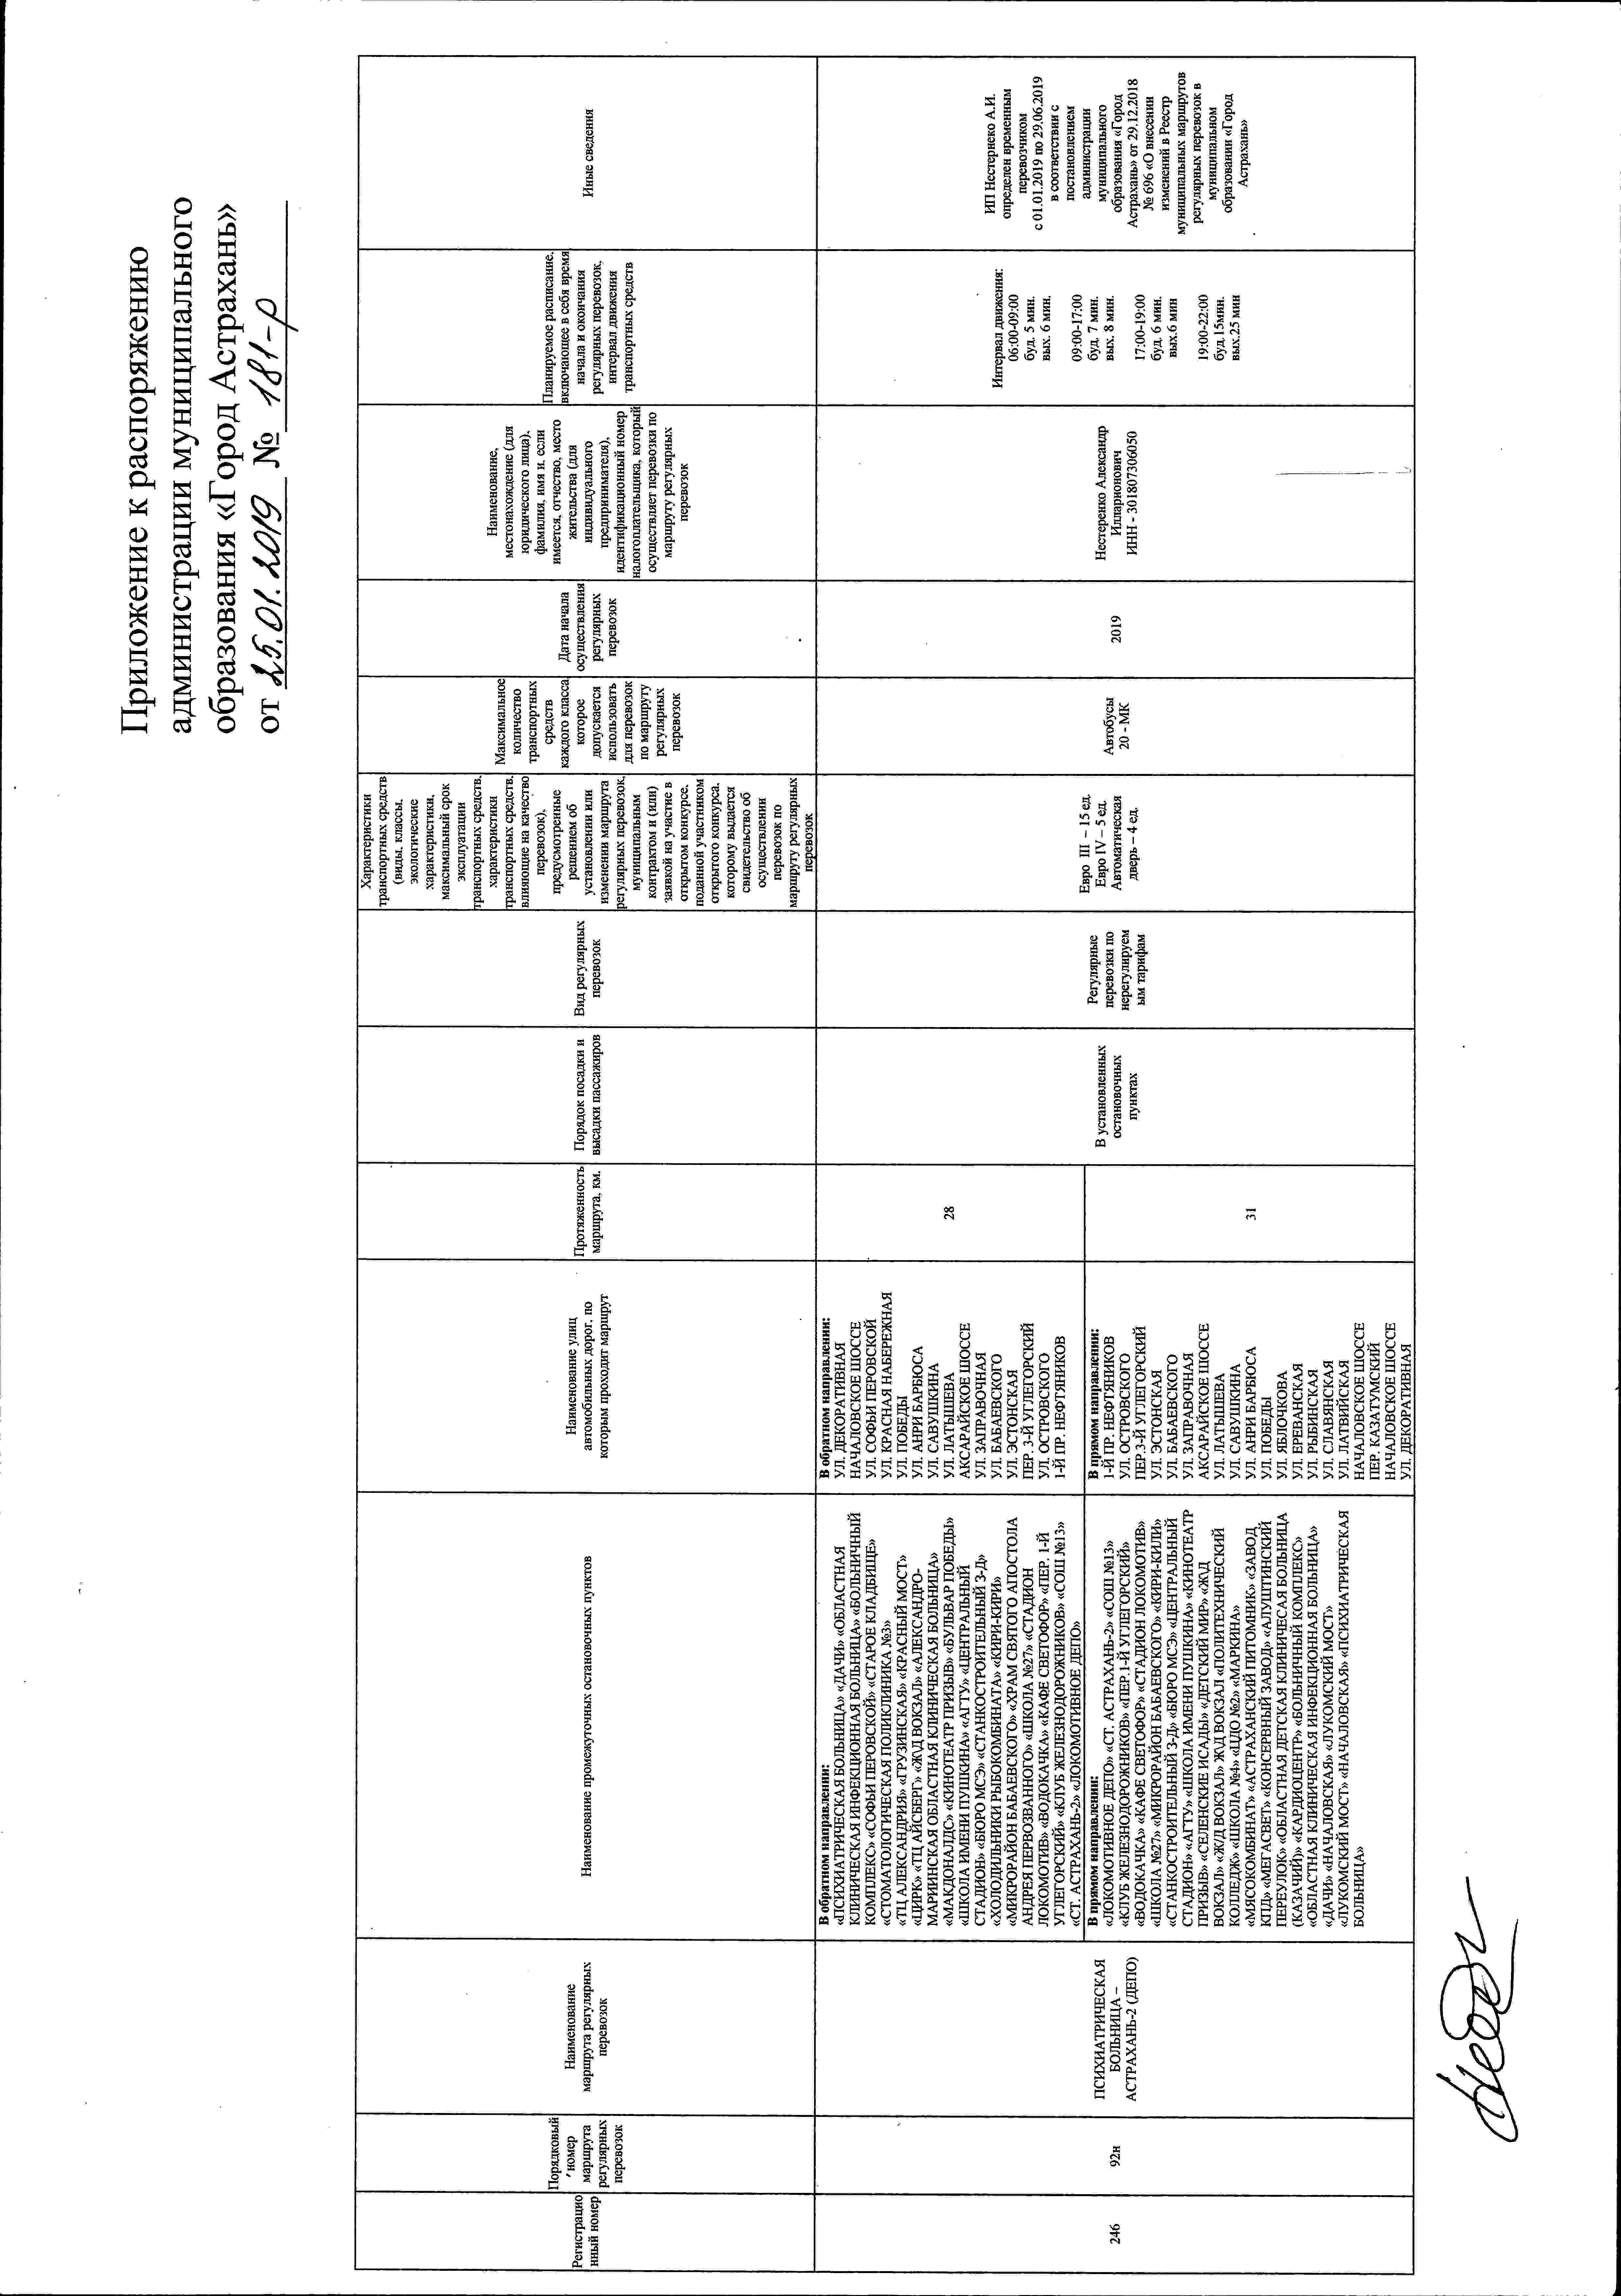 Приложение к распоряжению
администрации муниципального
образования «Город Астрахань»
от 25.01.2019 № 181-р
Регистрацио
нный номер
Порядковый
номер
маршрута
регулярных
перевозок
Наименование
маршрута регулярных
перевозок
Наименование промежуточных остановочных пунктов
Наименование улиц
автомобильных дорог, по
которым проходит маршрут
Протяженность
маршрута, км.
Порядок посадки и
высадки пассажиров
Вид регулярных
перевозок
Характеристики
транспортных средств
(виды, классы,
экологические
характеристики,
максимальный срок
эксплуатации
транспортных средств,
характеристики
транспортных средств,
влияющие на качество
перевозок),
предусмотренные
решением об
установлении или
изменении маршрута
регулярных перевозок,
муниципальным
контрактом и (или)
заявкой на участие в
открытом конкурсе,
поданной участником
открытого конкурса,
которому выдается
свидетельство об
осуществлении
перевозок по
маршруту регулярных
перевозок
Максимальное
количество
транспортных
средств
каждого класса,
которое
допускается
использовать
для перевозок
по маршруту
регулярных
перевозок
Дата начала
осуществления
регулярных
перевозок
Наименование,
местонахождение (для
юридического лица),
фамилия, имя и, если
имеется, отчество, место
жительства (для
индивидуального
предпринимателя),
идентификационный номер
налогоплательщика, который
осуществляет перевозки по
маршруту регулярных
перевозок
Планируемое расписание,
включающее в себя время
начала и окончания
регулярных перевозок,
интервал движения
транспортных средств
Иные сведения
246
92н
ПСИХИАТРИЧЕСКАЯ
БОЛЬНИЦА –
АСТРАХАНЬ-2 (ДЕПО)
В обратном направлении:
«ПСИХИАТРИЧЕСКАЯ БОЛЬНИЦА» «ДАЧИ» «ОБЛАСТНАЯ
КЛИНИЧЕСКАЯ ИНФЕКЦИОННАЯ БОЛЬНИЦА» «БОЛЬНИЧНЫЙ
КОМПЛЕКС» «СОФЬИ ПЕРОВСКОЙ» «СТАРОЕ КЛАДБИЩЕ»
«СТОМАТОЛОГИЧЕСКАЯ ПОЛИКЛИНИКА №3»
«ТЦ АЛЕКСАНДРИЯ» «ГРУЗИНСКАЯ» «КРАСНЫЙ МОСТ»
«ЦИРК» «ТЦ АЙСБЕРГ» «Ж\Д ВОКЗАЛ» «АЛЕКСАНДРО-
МАРИИНСКАЯ ОБЛАСТНАЯ КЛИНИЧЕСКАЯ БОЛЬНИЦА»
«МАКДОНАЛДС» «КИНОТЕАТР ПРИЗЫВ» «БУЛЬВАР ПОБЕДЫ»
«ШКОЛА ИМЕНИ ПУШКИНА» «АГТУ» «ЦЕНТРАЛЬНЫЙ
СТАДИОН» «БЮРО МСЭ» «СТАНКОСТРОИТЕЛЬНЫЙ З-Д»
«ХОЛОДИЛЬНИКИ РЫБОКОМБИНАТА» «КИРИ-КИРИ»
«МИКРОРАЙОН БАБАЕВСКОГО» «ХРАМ СВЯТОГО АПОСТОЛА
АНДРЕЯ ПЕРВОЗВАННОГО» «ШКОЛА №27» «СТАДИОН
ЛОКОМОТИВ» «ВОДОКАЧКА» «КАФЕ СВЕТОФОР» «ПЕР. 1-Й
УГЛЕГОРСКИЙ» «КЛУБ ЖЕЛЕЗНОДОРОЖНИКОВ» «СОШ №13»
«СТ. АСТРАХАНЬ-2» «ЛОКОМОТИВНОЕ ДЕПО»
В обратном направлении:
УЛ. ДЕКОРАТИВНАЯ
НАЧАЛОВСКОЕ ШОССЕ
УЛ. СОФЬИ ПЕРОВСКОЙ
УЛ. КРАСНАЯ НАБЕРЕЖНАЯ
УЛ. ПОБЕДЫ
УЛ. АНРИ БАРБЮСА
УЛ. САВУШКИНА
УЛ. ЛАТЫШЕВА
АКСАРАЙСКОЕ ШОССЕ
УЛ. ЗАПРАВОЧНАЯ
УЛ. БАБАЕВСКОГО
УЛ. ЭСТОНСКАЯ
ПЕР. 3-Й УГЛЕГОРСКИЙ
УЛ. ОСТРОВСКОГО
1-Й ПР. НЕФТЯНИКОВ
28
В прямом направлении:
«ЛОКОМОТИВНОЕ ДЕПО» «СТ. АСТРАХАНЬ-2» «СОШ №13»
«КЛУБ ЖЕЛЕЗНОДОРОЖНИКОВ» «ПЕР.1-Й УГЛЕГОРСКИЙ»
«ВОДОКАЧКА» «КАФЕ СВЕТОФОР» «СТАДИОН ЛОКОМОТИВ»
«ШКОЛА №27» «МИКРОРАЙОН БАБАЕВСКОГО» «КИРИ-КИЛИ»
«СТАНКОСТРОИТЕЛЬНЫЙ З-Д» «БЮРО МСЭ» «ЦЕНТРАЛЬНЫЙ
СТАДИОН» «АГТУ» «ШКОЛА ИМЕНИ ПУШКИНА» «КИНОТЕАТР
ПРИЗЫВ» «СЕЛЕНСКИЕ ИСАДЫ» «ДЕТСКИЙ МИР» «Ж\Д
ВОКЗАЛ» «Ж/Д ВОКЗАЛ» Ж\Д ВОКЗАЛ «ПОЛИТЕХНИЧЕСКИЙ
КОЛЛЕДЖ» «ШКОЛА №4» «ЦДО №2» «МАРКИНА»
«МЯСОКОМБИНАТ» «АСТРАХАНСКИЙ ПИТОМНИК» «ЗАВОД
КПД» «МЕГАСВЕТ» «КОНСЕРВНЫЙ ЗАВОД» «АЛУШТИНСКИЙ
ПЕРЕУЛОК» «ОБЛАСТНАЯ ДЕТСКАЯ КЛИНИЧЕСАЯ БОЛЬНИЦА
(КАЗАЧИЙ)» «КАРДИОЦЕНТР» «БОЛЬНИЧНЫЙ КОМПЛЕКС»
«ОБЛАСТНАЯ КЛИНИЧЕСКАЯ ИНФЕКЦИОННАЯ БОЛЬНИЦА»
«ДАЧИ» «НАЧАЛОВСКАЯ» «ЛУКОМСКИЙ МОСТ»
«ЛУКОМСКИЙ МОСТ» «НАЧАЛОВСКАЯ» «ПСИХИАТРИЧЕСКАЯ
БОЛЬНИЦА»
В прямом направлении:
1-Й ПР. НЕФТЯНИКОВ
УЛ. ОСТРОВСКОГО
ПЕР.3-Й УГЛЕГОРСКИЙ
УЛ. ЭСТОНСКАЯ
УЛ. БАБАЕВСКОГО
УЛ. ЗАПРАВОЧНАЯ
АКСАРАЙСКОЕ ШОССЕ
УЛ. ЛАТЫШЕВА
УЛ. САВУШКИНА
УЛ. АНРИ БАРБЮСА
УЛ. ПОБЕДЫ
УЛ. ЯБЛОЧКОВА
УЛ. ЕРЕВАНСКАЯ
УЛ. РЫБИНСКАЯ
УЛ. СЛАВЯНСКАЯ
УЛ. ЛАТВИЙСКАЯ
НАЧАЛОВСКОЕ ШОССЕ
ПЕР. КАЗАТУМСКИЙ
НАЧАЛОВСКОЕ ШОССЕ
УЛ. ДЕКОРАТИВНАЯ
31
В установленных
остановочных
пунктах
Регулярные
перевозки по
нерегулируем
ым тарифам
Евро III – 15 ед.
Евро IV – 5 ед.
Автоматическая
дверь – 4 ед.
Автобусы
20 - МК
2019
Нестеренко Александр
Илларионович
ИНН - 301807306050
Интервал движения:
06:00-09:00
буд. 5 мин.
вых. 6 мин.
09:00-17:00
буд. 7 мин.
вых. 8 мин.
17:00-19:00
буд. 6 мин.
вых.6 мин
19:00-22:00
буд.15мин.
вых.25 мин
ИП Нестернеко А.И.
определен временным
перевозчиком
с 01.01.2019 по 29.06.2019
в соответствии с
постановлением
администрации
муниципального
образования «Город
Астрахань» от 29.12.2018
№ 696 «О внесении
изменений в Реестр
муниципальных маршрутов
регулярных перевозок в
муниципальном
образовании «Город
Астрахань»